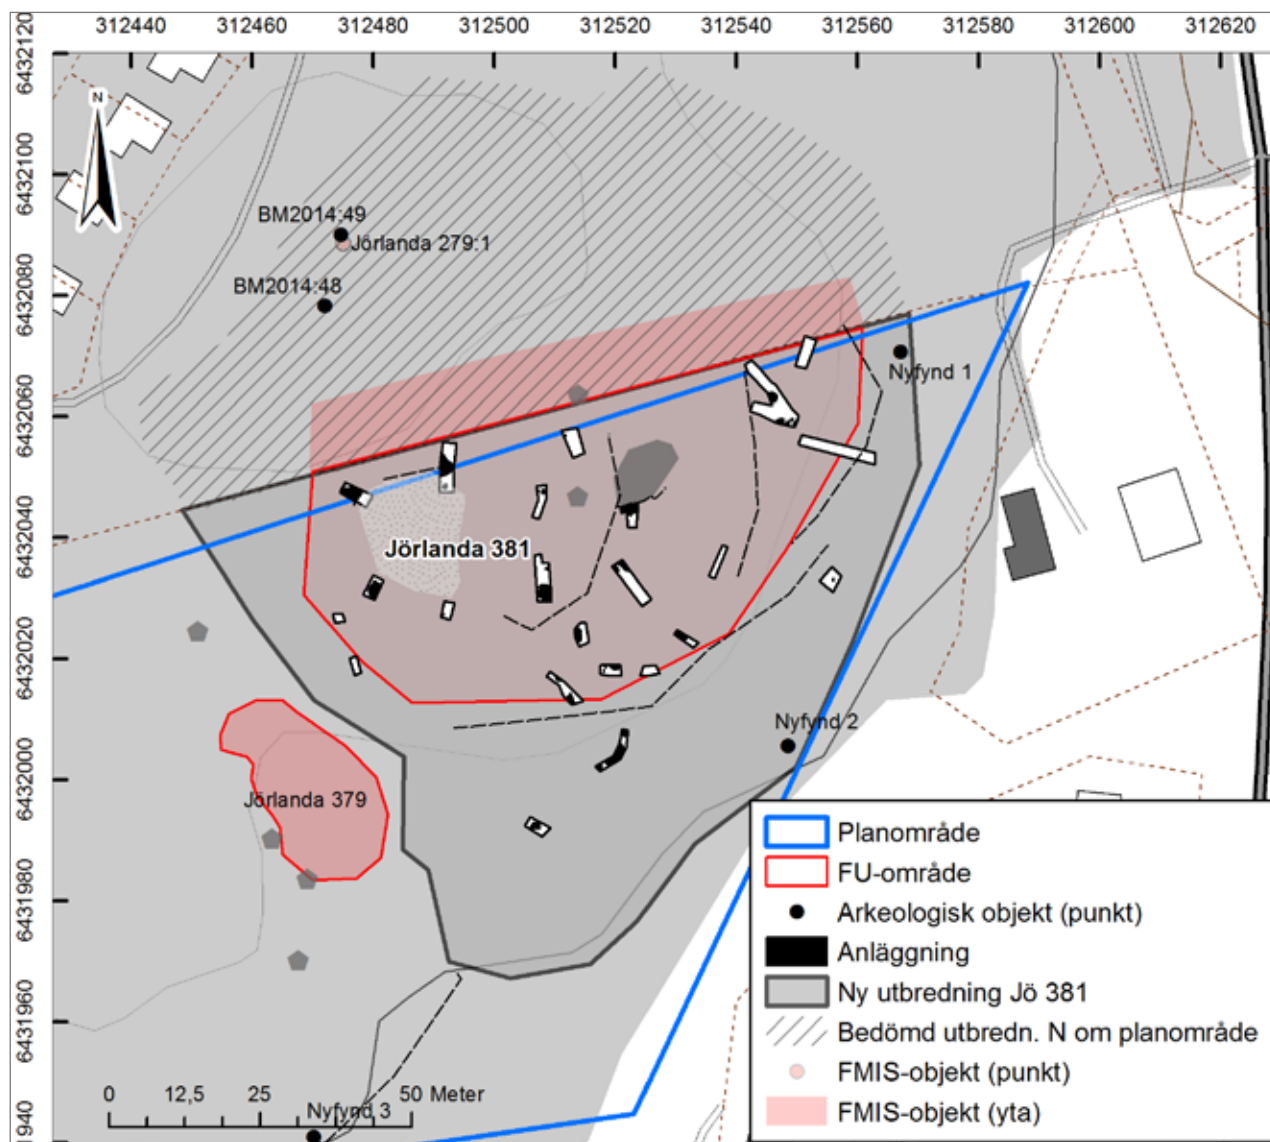 312440 312460 312480 312500 312520 312540 312560 312580 312600 312620
6432120
6432100
6432080
6432060
6432040
6432020
6432000
6431980
6431960
1940
N
BM2014:49
Jörlanda 279:1
BM2014:48
Nyfynd 1
Jörlanda 381
Nyfynd 2
Jörlanda 379
0 12,5 25 50 Meter
Nyfynd 3
Planområde
FU-område
Arkeologisk objekt (punkt)
Anläggning
Ny utbredning Jö 381
Bedömd utbredn. N om planområde
FMIS-objekt (punkt)
FMIS-objekt (yta)